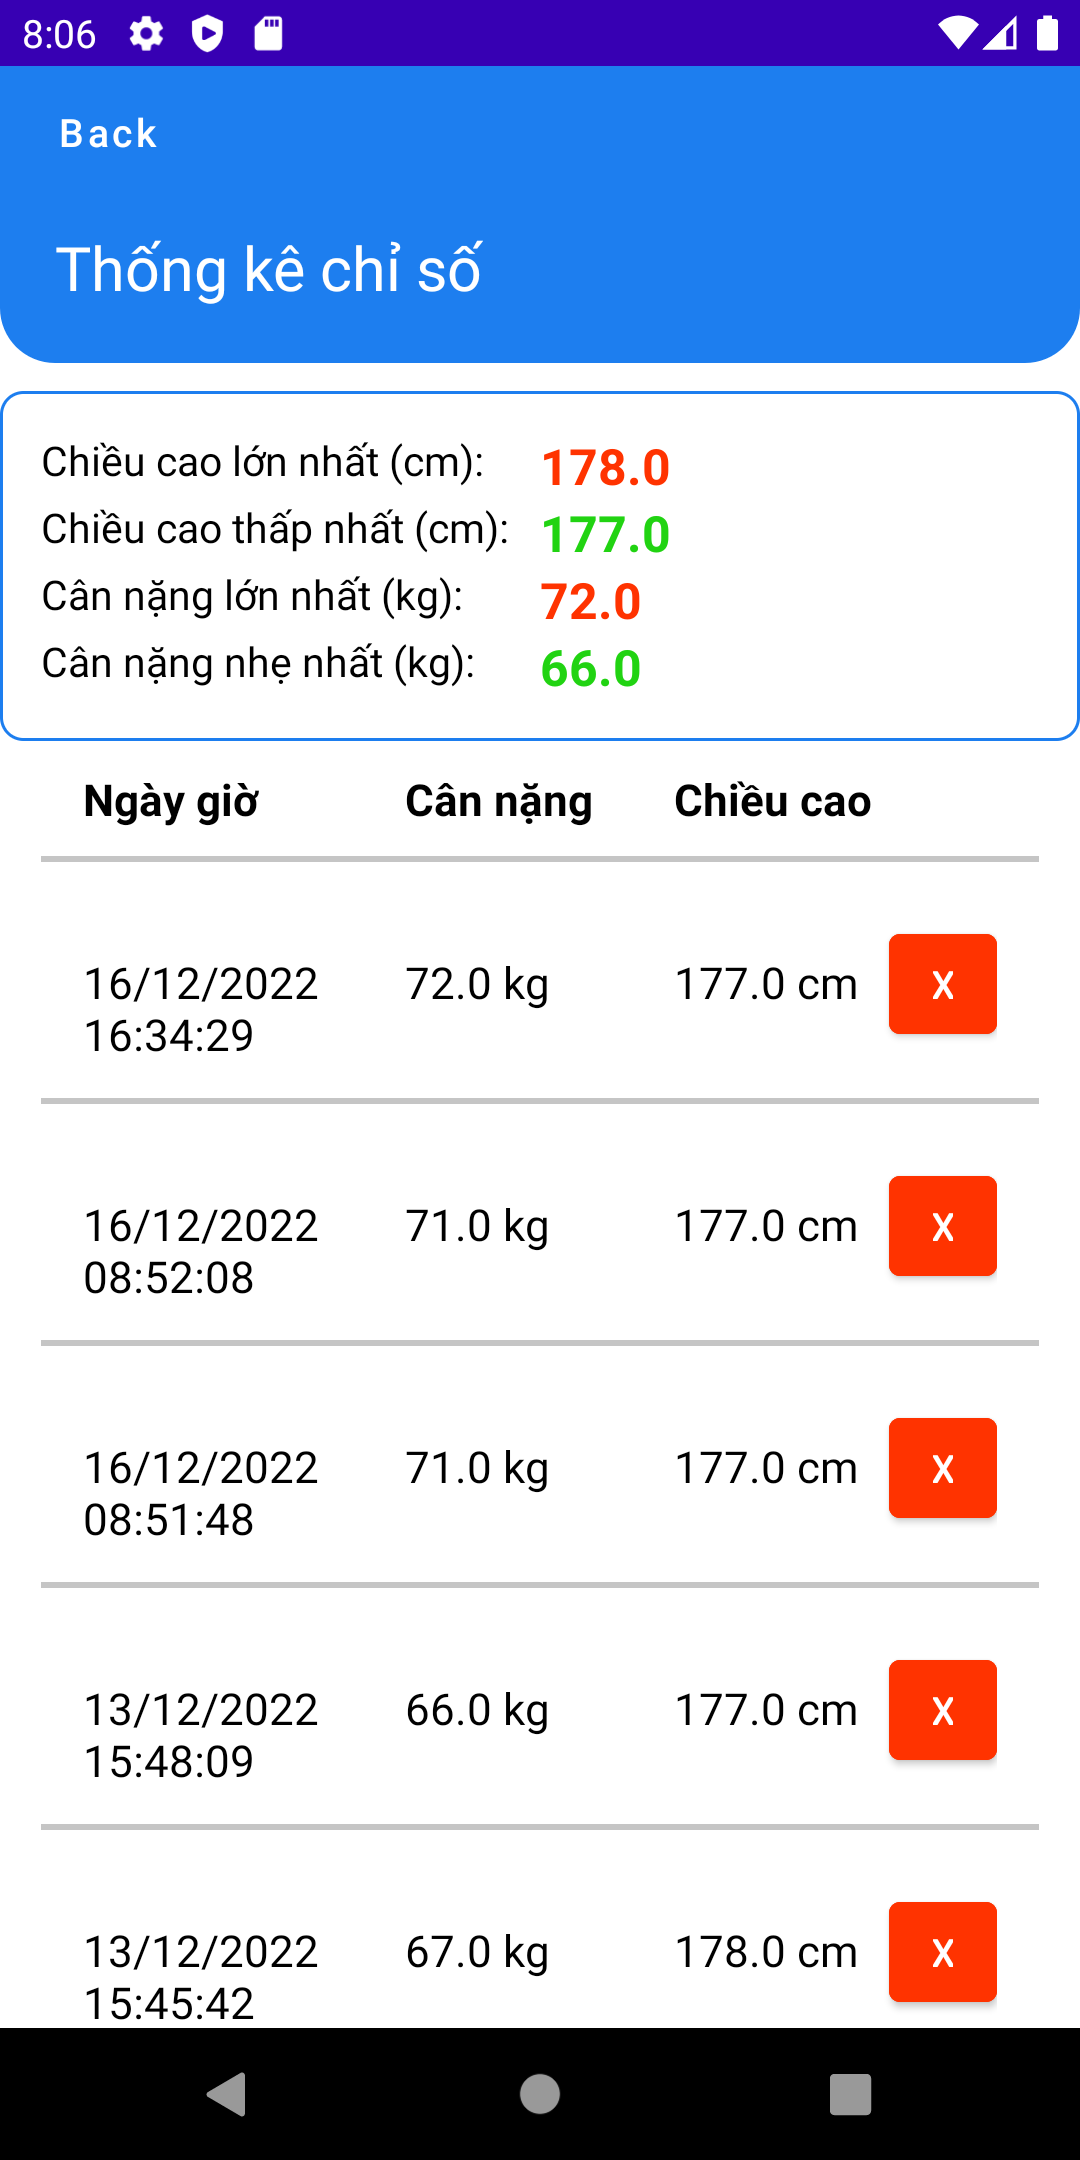 8:06
Back
Thống kê chỉ số
Chiều cao lớn nhất (cm): 178.0
Chiều cao thấp nhất (cm): 177.0
Cân nặng lớn nhất (kg): 72.0
Cân nặng nhẹ nhất (kg): 66.0
Ngày giờ Cân nặng Chiều cao
16/12/2022 72.0 kg 177.0 cm X
16:34:29
16/12/2022 71.0 kg 177.0 cm X
08:52:08
16/12/2022 71.0 kg 177.0 cm X
08:51:48
13/12/2022 66.0 kg 177.0 cm X
15:48:09
13/12/2022 67.0 kg 178.0 cm X
15:45:42